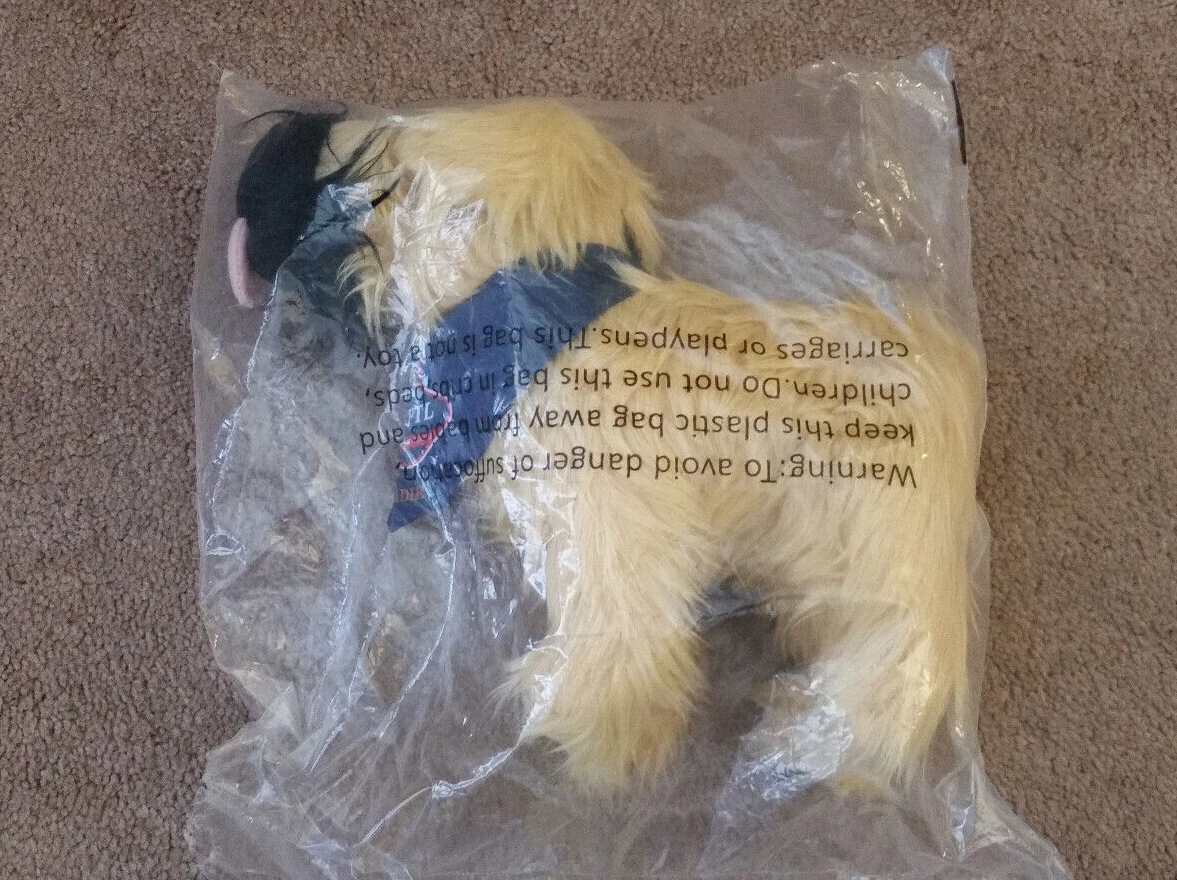 Warning:To avoid danger of suffocation,
keep this plastic bag away from babies and
children.Do not use this bag in cribs,beds,
carriages or playpens.This bag is not a toy.
FTL